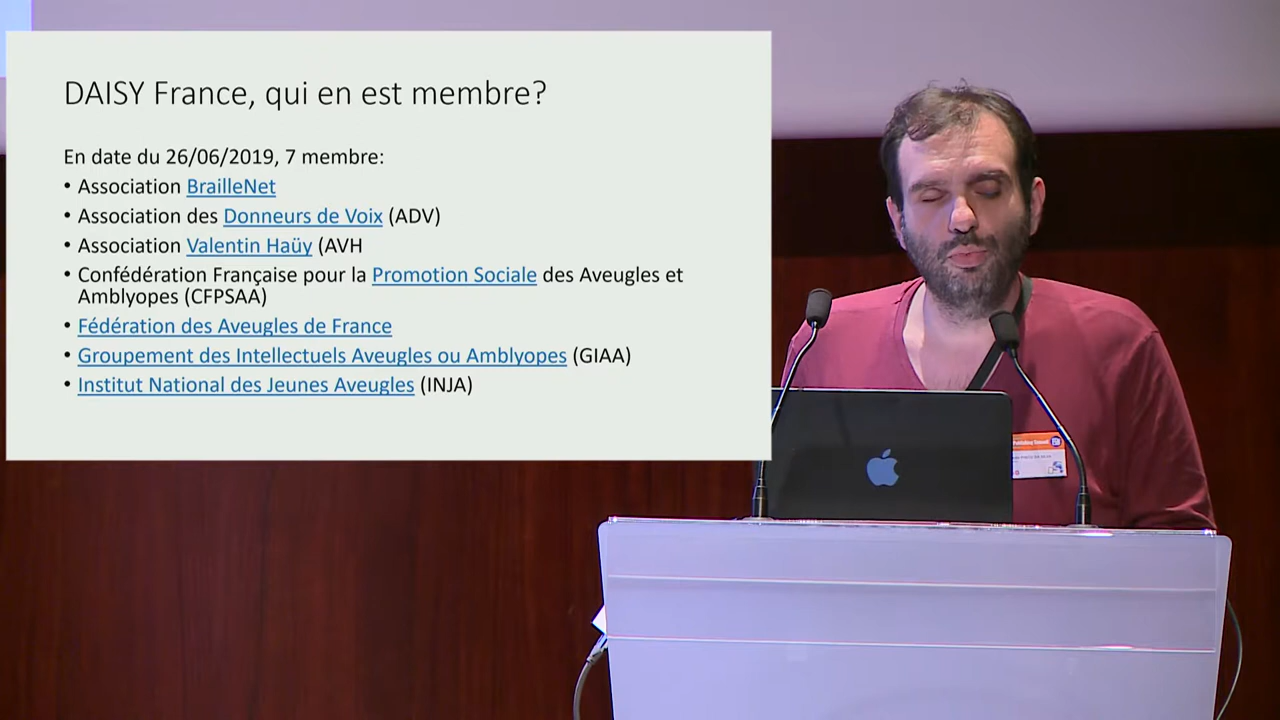 DAISY France, qui en est membre?
En date du 26/06/2019, 7 membre:
• Association BrailleNet
• Association des Donneurs de Voix (ADV)
• Association Valentin Haüy (AVH
• Confédération Française pour la Promotion Sociale des Aveugles et
Amblyopes (CFPSAA)
• Fédération des Aveugles de France
• Groupement des Intellectuels Aveugles ou Amblyopes (GIAA)
• Institut National des Jeunes Aveugles (INJA)
Publishing Summit